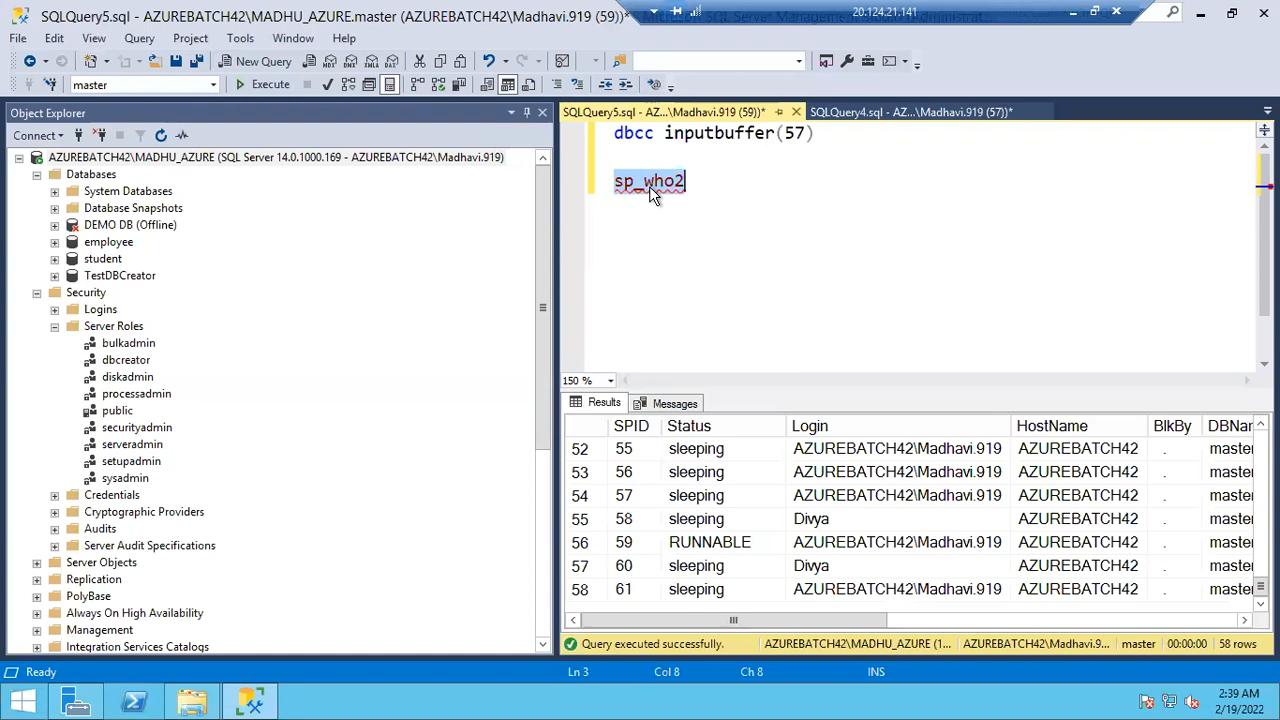 SQLQuery5.sql - AZUREBATCH42\MADHU_AZURE.master (AZUREBATCH42\Madhavi.919 (59))*
20.124.21.141
File Edit View Query Project Tools Window Help
New Query
master Execute
Object Explorer
SQLQuery5.sql - AZ...\Madhavi.919 (59))*
SQLQuery4.sql - AZ...\Madhavi.919 (57))*
Connect
AZUREBATCH42\MADHU_AZURE (SQL Server 14.0.1000.169 - AZUREBATCH42\Madhavi.919)
Databases
System Databases
Database Snapshots
DEMO DB (Offline)
employee
student
TestDBCreator
Security
Logins
Server Roles
bulkadmin
dbcreator
diskadmin
processadmin
public
securityadmin
serveradmin
setupadmin
sysadmin
Credentials
Cryptographic Providers
Audits
Server Audit Specifications
Server Objects
Replication
PolyBase
Always On High Availability
Management
Integration Services Catalogs
dbcc inputbuffer(57)
sp_who2
150 %
Results Messages
SPID Status Login HostName BlkBy DBNar
52 55 sleeping AZUREBATCH42\Madhavi.919 AZUREBATCH42 . master
53 56 sleeping AZUREBATCH42\Madhavi.919 AZUREBATCH42 . master
54 57 sleeping AZUREBATCH42\Madhavi.919 AZUREBATCH42 . master
55 58 sleeping Divya AZUREBATCH42 . master
56 59 RUNNABLE AZUREBATCH42\Madhavi.919 AZUREBATCH42 . master
57 60 sleeping Divya AZUREBATCH42 . master
58 61 sleeping AZUREBATCH42\Madhavi.919 AZUREBATCH42 . master
Query executed successfully. AZUREBATCH42\MADHU_AZURE (1... AZUREBATCH42\Madhavi.9... master 00:00:00 58 rows
Ready Ln 3 Col 8 Ch 8 INS
2:39 AM
2/19/2022